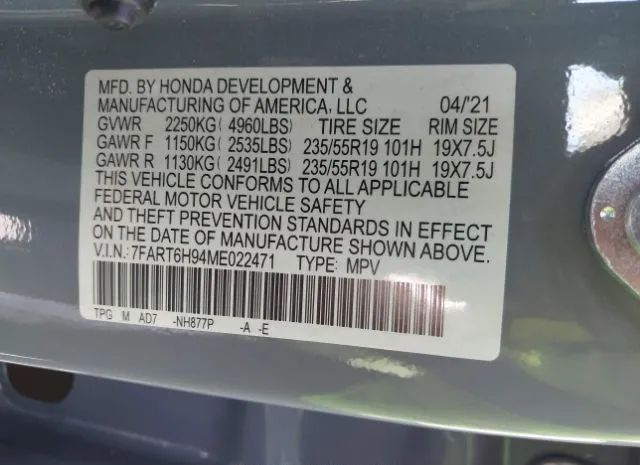 MFD. BY HONDA DEVELOPMENT &
MANUFACTURING OF AMERICA, LLC 04/'21
GVWR 2250KG (4960LBS) TIRE SIZE RIM SIZE
GAWR F 1150KG (2535LBS) 235/55R19 101H 19X7.5J
GAWR R 1130KG (2491LBS) 235/55R19 101H 19X7.5J
THIS VEHICLE CONFORMS TO ALL APPLICABLE
FEDERAL MOTOR VEHICLE SAFETY
AND THEFT PREVENTION STANDARDS IN EFFECT
ON THE DATE OF MANUFACTURE SHOWN ABOVE.
V.I.N.: 7FART6H94ME022471 TYPE: MPV
TPG M AD7 -NH877P -A -E